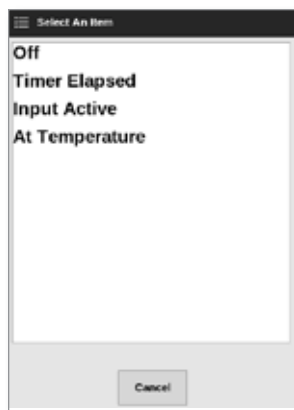 Select An Item
Off
Timer Elapsed
Input Active
At Temperature
Cancel